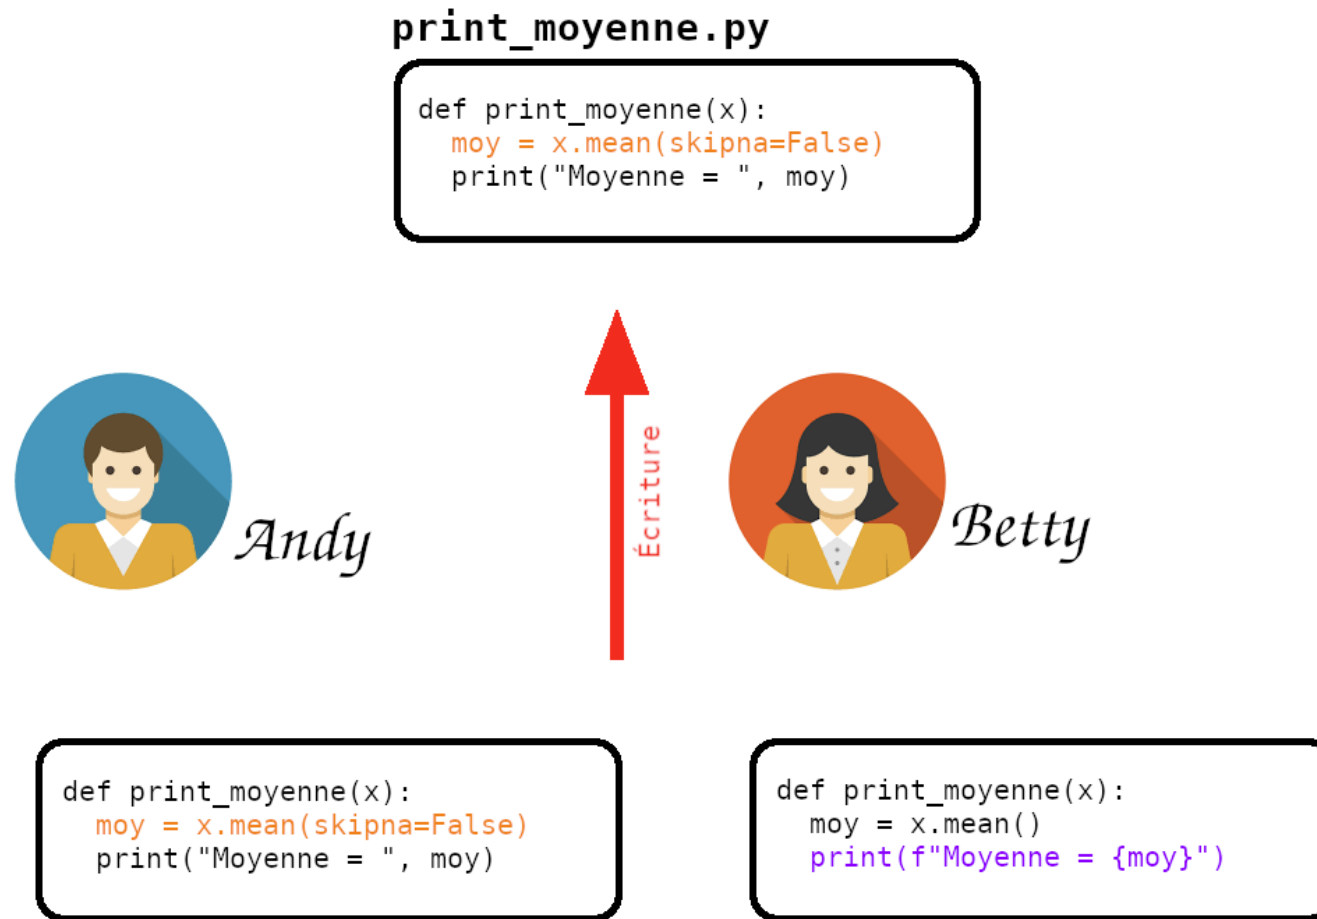 print_moyenne.py
def print_moyenne(x):
  moy = x.mean(skipna=False)
  print("Moyenne = ", moy)
Andy
Écriture
Betty
def print_moyenne(x):
  moy = x.mean(skipna=False)
  print("Moyenne = ", moy)
def print_moyenne(x):
  moy = x.mean()
  print(f"Moyenne = {moy}")